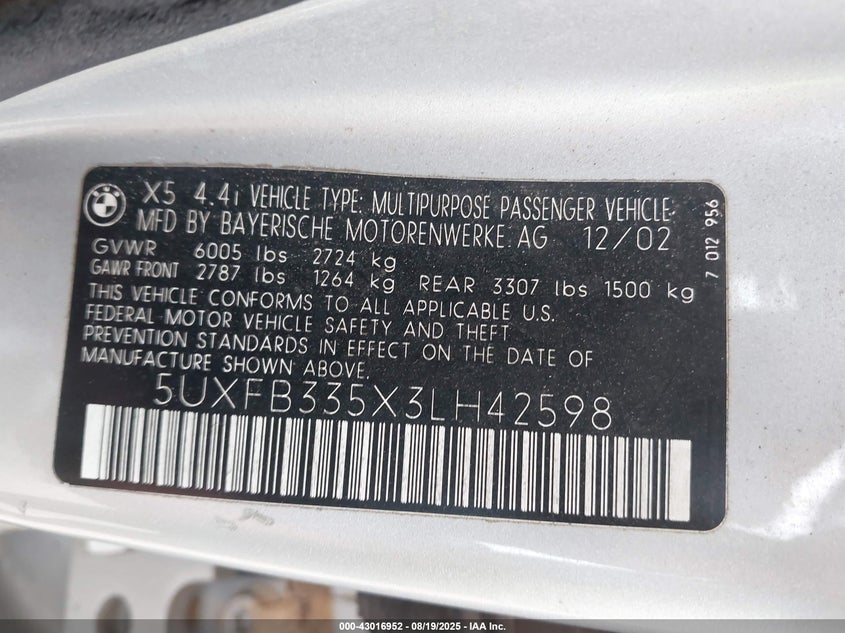 X5 4.4i VEHICLE TYPE: MULTIPURPOSE PASSENGER VEHICLE:
MFD BY BAYERISCHE MOTORENWERKE AG 12/02
GVWR 6005 lbs 2724 kg
GAWR FRONT 2787 lbs 1264 kg REAR 3307 lbs 1500 kg
THIS VEHICLE CONFORMS TO ALL APPLICABLE U.S.
FEDERAL MOTOR VEHICLE SAFETY AND THEFT
PREVENTION STANDARDS IN EFFECT ON THE DATE OF
MANUFACTURE SHOWN ABOVE.
5UXFB335X3LH42598
7 012 956
BMW
000-43016952 - 08/19/2025 - IAA Inc.